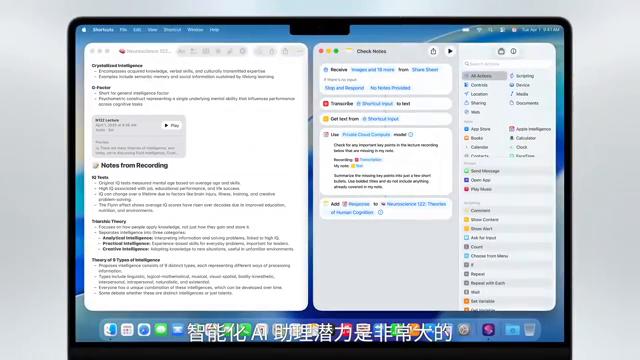 Shortcuts File Edit View Shortcut Window Help
Tue Apr 1 9:41 AM
Neuroscience 122...
Crystallized Intelligence
- Encompasses acquired knowledge, verbal skills, and culturally transmitted expertise
- Examples include semantic memory and social information sustained by lifelong learning
G-Factor
- Short for general intelligence factor
- Psychometric construct representing a single underlying mental ability that influences performance across cognitive tasks
N122 Lecture
Play
Preview
Notes from Recording
IQ Tests
- Original IQ tests measured mental age based on average age and skills.
- High IQ associated with job, educational performance, and life success.
- IQ can change over a lifetime due to factors like brain injury, illness, training, and creative problem-solving.
- The Flynn effect shows average IQ scores have risen over decades due to improved education, nutrition, and environments.
Triarchic Theory
- Focuses on how people apply knowledge, not just how they gain and store it.
- Separates intelligence into three categories:
- Analytical Intelligence: Interpreting information and solving problems, linked to high IQ.
- Practical Intelligence: Experience-based skills for everyday problems, important for leaders.
- Creative Intelligence: Adapting knowledge to new situations, useful in unfamiliar environments.
Theory of 9 Types of Intelligence
- Proposes intelligence consists of 9 distinct types, each representing different ways of processing information.
- Types include linguistic, logical-mathematical, musical, visual-spatial, bodily-kinesthetic, interpersonal, intrapersonal, naturalistic, and existential.
- Everyone has a unique combination of these intelligences, which can be developed over time.
- Some debate whether these are distinct intelligences or just talents.
Check Notes
Receive Images and 18 more from Share Sheet
If there's no input:
Stop and Respond No Notes Provided
Transcribe Shortcut Input to text
Get text from Shortcut Input
Use Private Cloud Compute model
Check for any important key points in the lecture recording below that are missing in my note.
Recording: Transcription
My note: Text
Summarize the missing key points into just a few short bullets. Use bolded titles and do not include anything already covered in my note.
Add Response to Neuroscience 122: Theories of Human Cognition
Search Actions
All Actions Scripting
Controls Device
Location Media
Sharing Documents
Web
App Store Apple Intelligence
Books Calculator
Calendar Clock
Contacts FaceTime
Send Message
Open App
Play Music
Scripting
Comment
Show Content
Show Alert
Ask for Input
Count
Choose from Menu
If
Repeat
Repeat with Each
Wait
Set Variable
Get Variable
智能化 AI 助理潜力是非常大的